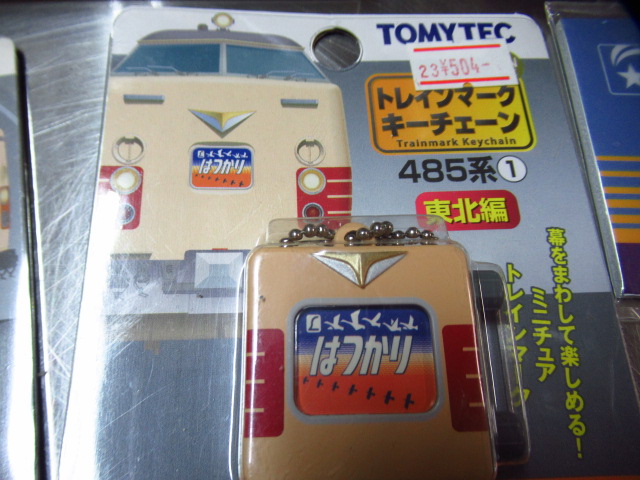 TOMYTEC
23 ¥504-
トレインマーク
キーチェーン
Trainmark Keychain
485系①
東北編
はつかり
幕をまわして楽しめる!
ミニチュア
トレインマーク
はつかり